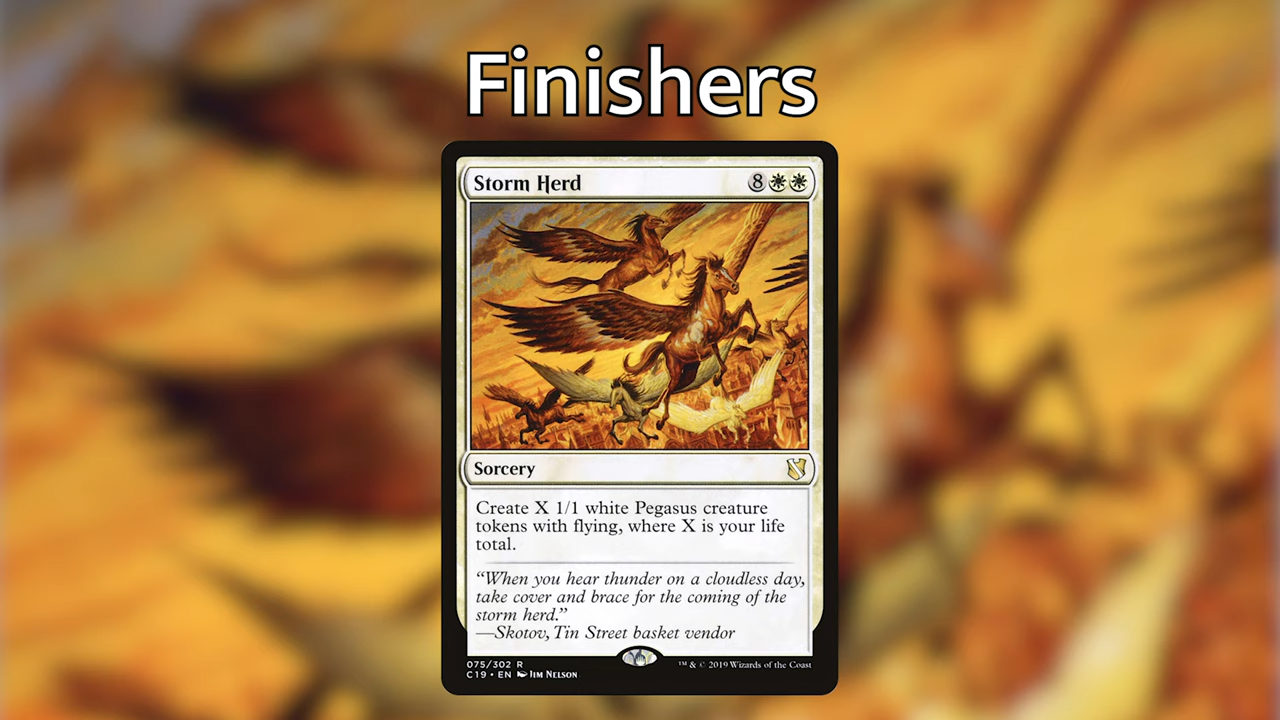 Finishers
Storm Herd
8
Sorcery
Create X 1/1 white Pegasus creature
tokens with flying, where X is your life
total.
“When you hear thunder on a cloudless day,
take cover and brace for the coming of the
storm herd.”
—Skotov, Tin Street basket vendor
075/302 R
C19 • EN Jim Nelson
™ & © 2019 Wizards of the Coast